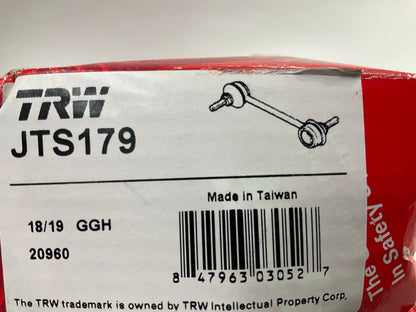 TRW
JTS179
Made in Taiwan
18/19 GGH
20960
8 47963 03052 7
The TRW trademark is owned by TRW Intellectual Property Corp.
The
In Safety